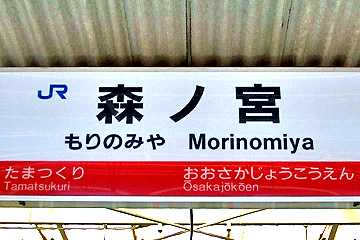 JR 森ノ宮
もりのみや Morinomiya
たまつくり おおさかじょうこうえん
Tamatsukuri Ōsakajōkōen